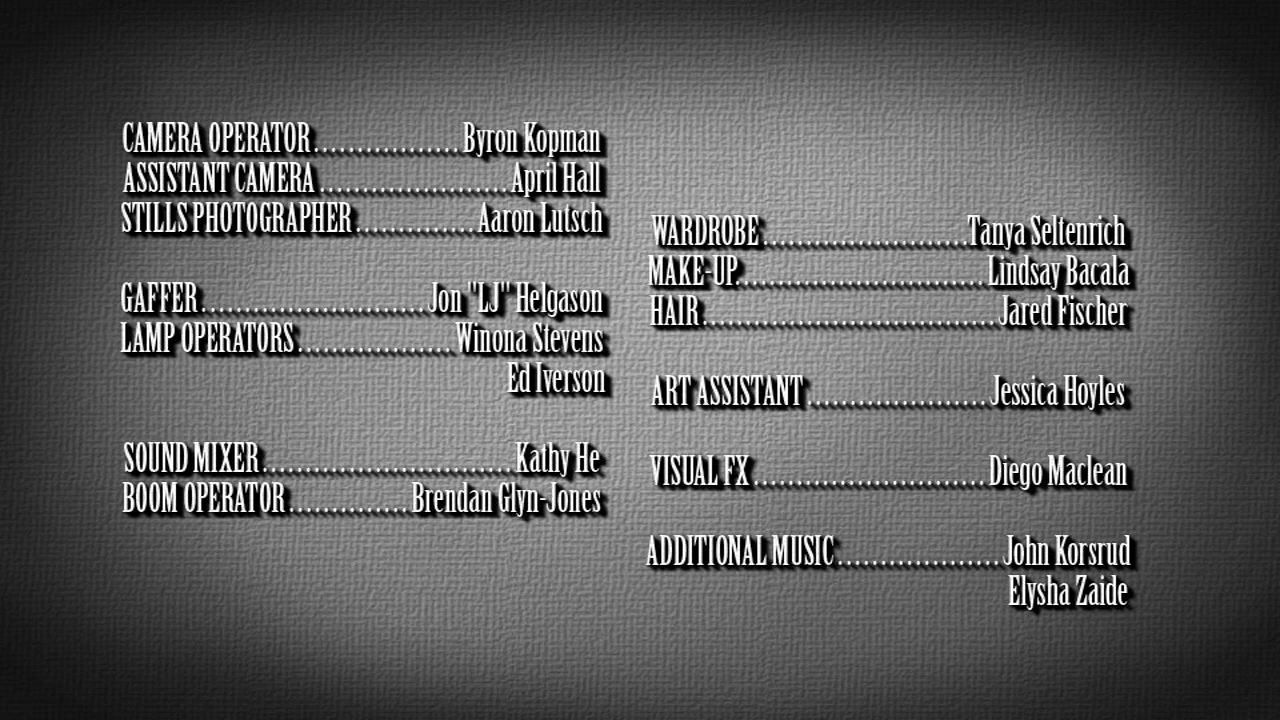 CAMERA OPERATOR.................Byron Kopman
ASSISTANT CAMERA......................April Hall
STILLS PHOTOGRAPHER..............Aaron Lutsch
GAFFER..........................Jon "LJ" Helgason
LAMP OPERATORS..................Winona Stevens
Ed Iverson
SOUND MIXER.............................Kathy He
BOOM OPERATOR..............Brendan Glyn-Jones
WARDROBE........................Tanya Seltenrich
MAKE-UP.............................Lindsay Bacala
HAIR..................................Jared Fischer
ART ASSISTANT.....................Jessica Hoyles
VISUAL FX...........................Diego Maclean
ADDITIONAL MUSIC...................John Korsrud
Elysha Zaide